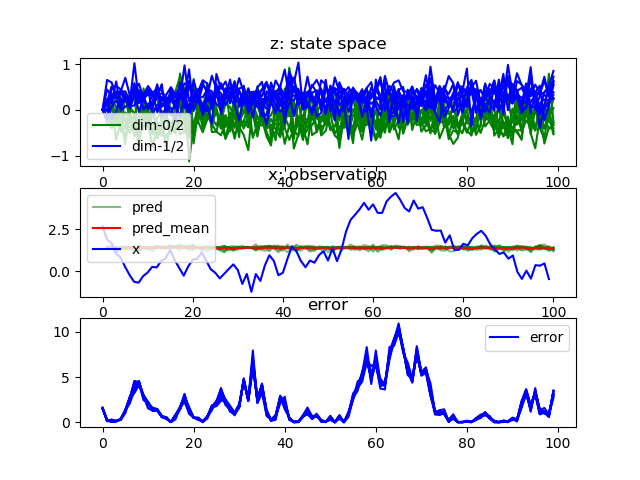 z: state space
1
0
−1
dim-0/2
dim-1/2
0 20 40 60 80 100
x: observation
2.5
0.0
pred
pred_mean
x
0 20 40 60 80 100
error
10
5
0
error
0 20 40 60 80 100